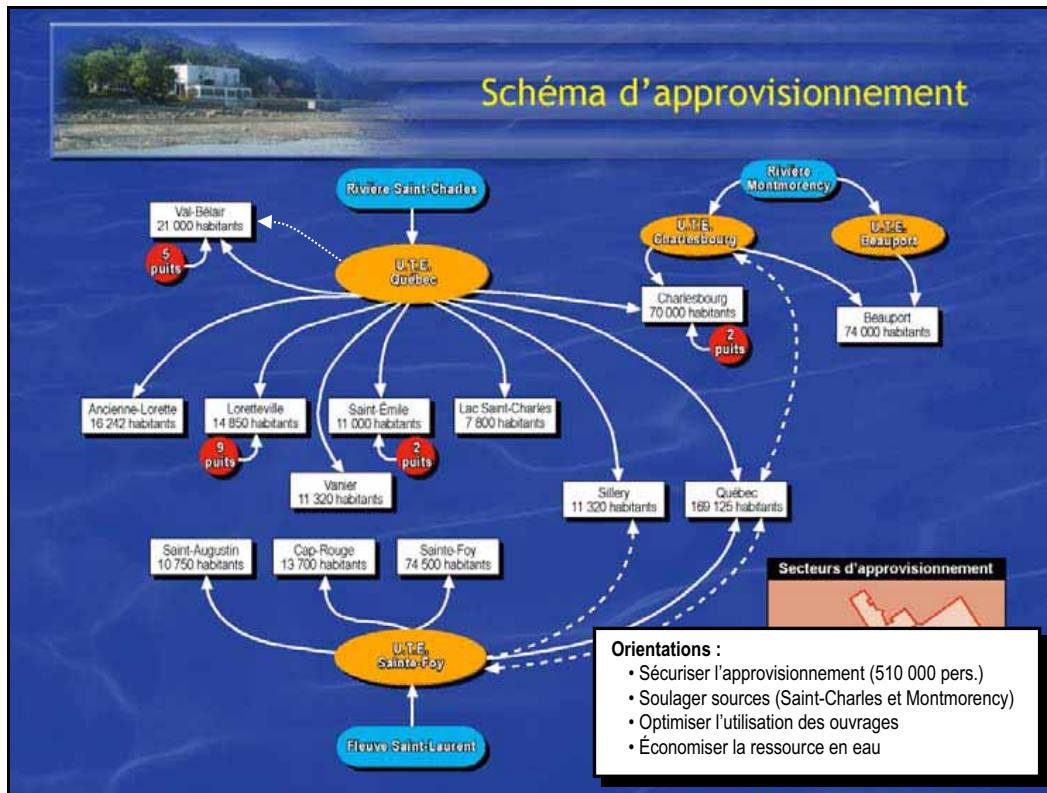 Schéma d'approvisionnement
Rivière Saint-Charles
Rivière
Montmorency
Val-Bélair
21 000 habitants
5
puits
U.T.E.
Québec
U.T.E.
Charlesbourg
U.T.E.
Beauport
Charlesbourg
70 000 habitants
2
puits
Beauport
74 000 habitants
Ancienne-Lorette
16 242 habitants
Loretteville
14 850 habitants
9
puits
Saint-Émile
11 000 habitants
2
puits
Lac Saint-Charles
7 800 habitants
Vanier
11 320 habitants
Sillery
11 320 habitants
Québec
169 125 habitants
Saint-Augustin
10 750 habitants
Cap-Rouge
13 700 habitants
Sainte-Foy
74 500 habitants
U.T.E.
Sainte-Foy
Fleuve Saint-Laurent
Secteurs d'approvisionnement
Orientations :
• Sécuriser l'approvisionnement (510 000 pers.)
• Soulager sources (Saint-Charles et Montmorency)
• Optimiser l'utilisation des ouvrages
• Économiser la ressource en eau